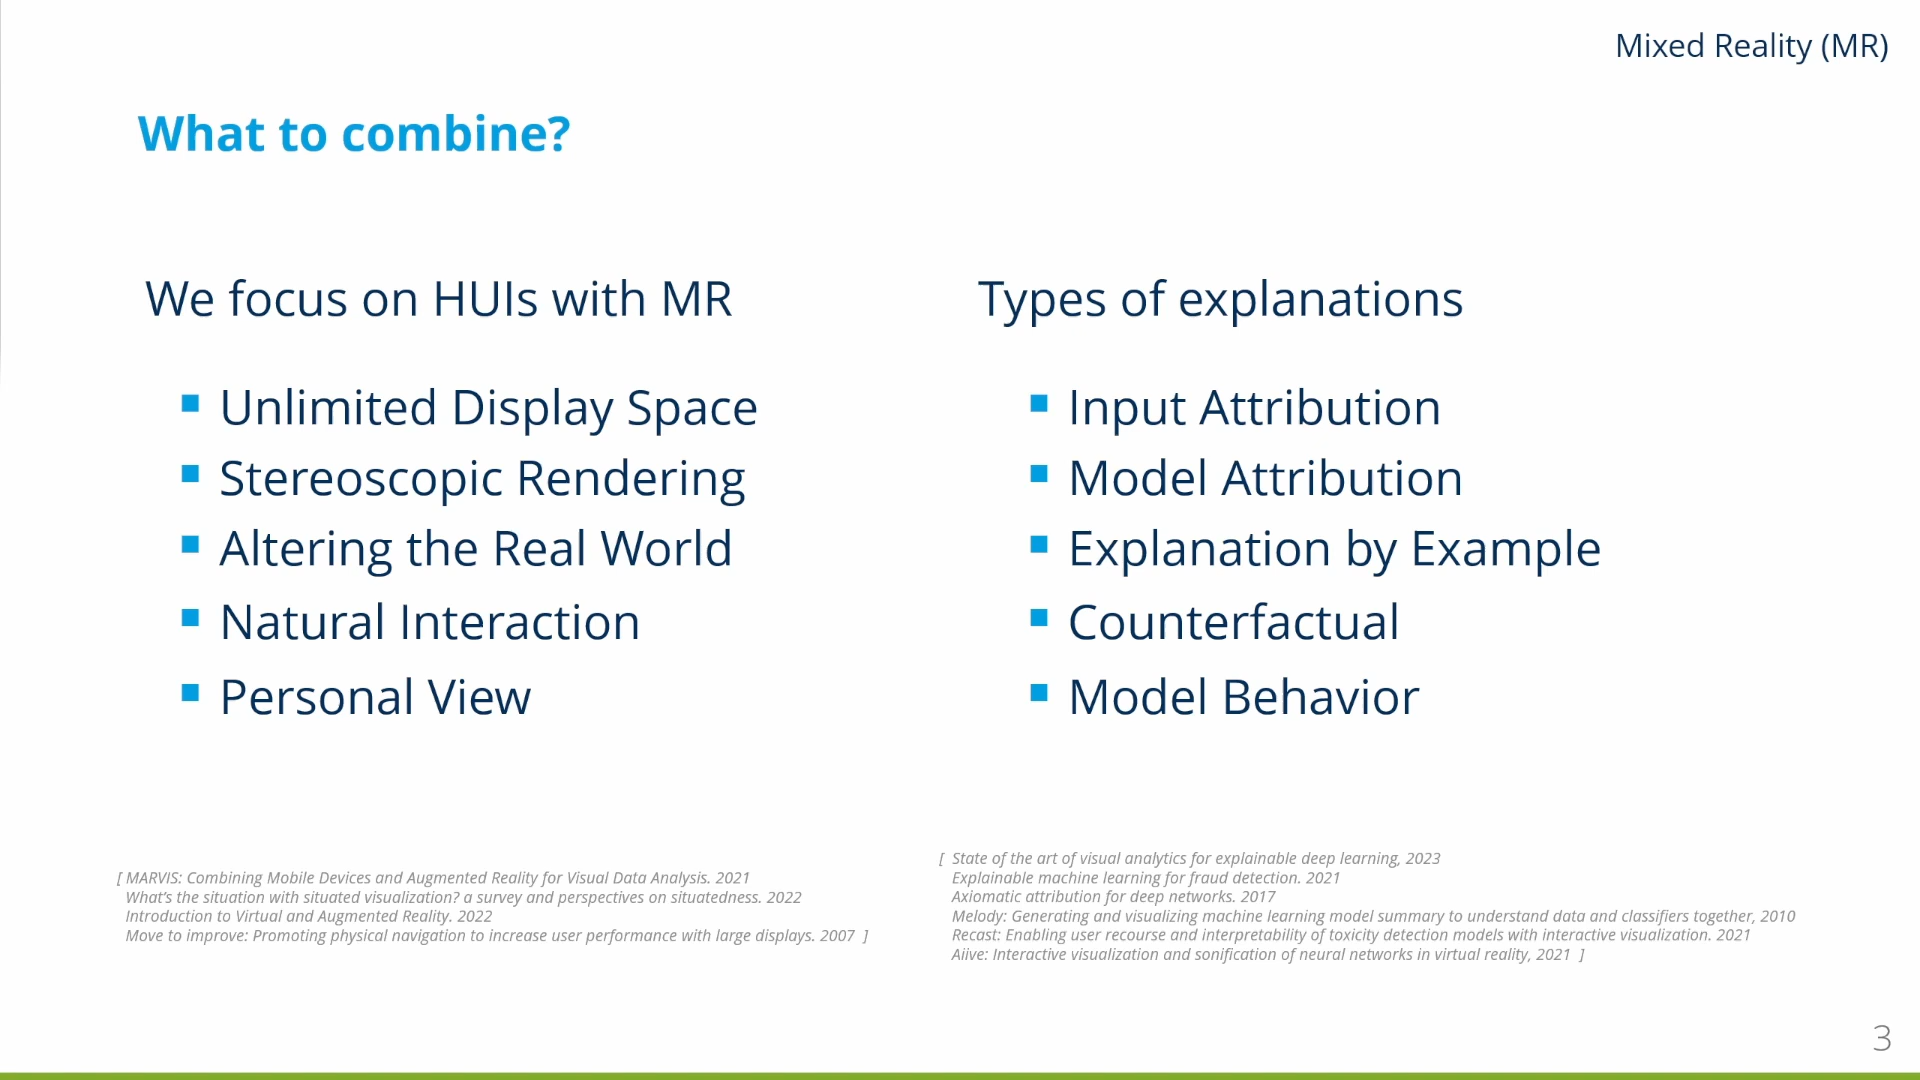 Mixed Reality (MR)
What to combine?
We focus on HUIs with MR
Unlimited Display Space
Stereoscopic Rendering
Altering the Real World
Natural Interaction
Personal View
[ MARVIS: Combining Mobile Devices and Augmented Reality for Visual Data Analysis. 2021
What's the situation with situated visualization? a survey and perspectives on situatedness. 2022
Introduction to Virtual and Augmented Reality. 2022
Move to improve: Promoting physical navigation to increase user performance with large displays. 2007 ]
Types of explanations
Input Attribution
Model Attribution
Explanation by Example
Counterfactual
Model Behavior
[ State of the art of visual analytics for explainable deep learning, 2023
Explainable machine learning for fraud detection. 2021
Axiomatic attribution for deep networks. 2017
Melody: Generating and visualizing machine learning model summary to understand data and classifiers together, 2010
Recast: Enabling user recourse and interpretability of toxicity detection models with interactive visualization. 2021
Aiive: Interactive visualization and sonification of neural networks in virtual reality, 2021 ]
3